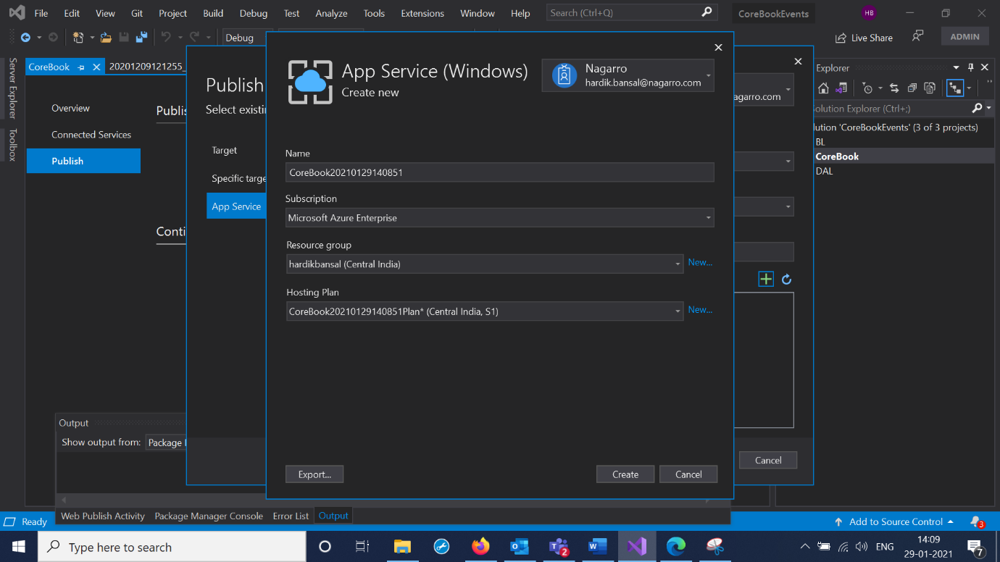 File Edit View Git Project Build Debug Test Analyze Tools Extensions Window Help Search (Ctrl+Q) CoreBookEvents HB
Debug Live Share ADMIN
CoreBook 20201209121255_
Server Explorer
Toolbox
Overview
Connected Services
Publish
Publis
Conti
Publish
Select existin
Target
Specific targe
App Service
agarro.com
Cancel
App Service (Windows)
Create new
Nagarro
hardik.bansal@nagarro.com
Name
CoreBook20210129140851
Subscription
Microsoft Azure Enterprise
Resource group
hardikbansal (Central India) New...
Hosting Plan
CoreBook20210129140851Plan* (Central India, S1) New...
Export... Create Cancel
Explorer
olution Explorer (Ctrl+;)
lution 'CoreBookEvents' (3 of 3 projects)
BL
CoreBook
DAL
Output
Show output from: Package
Web Publish Activity Package Manager Console Error List Output
Ready Add to Source Control 3
Type here to search 2 ENG 14:09
29-01-2021 7